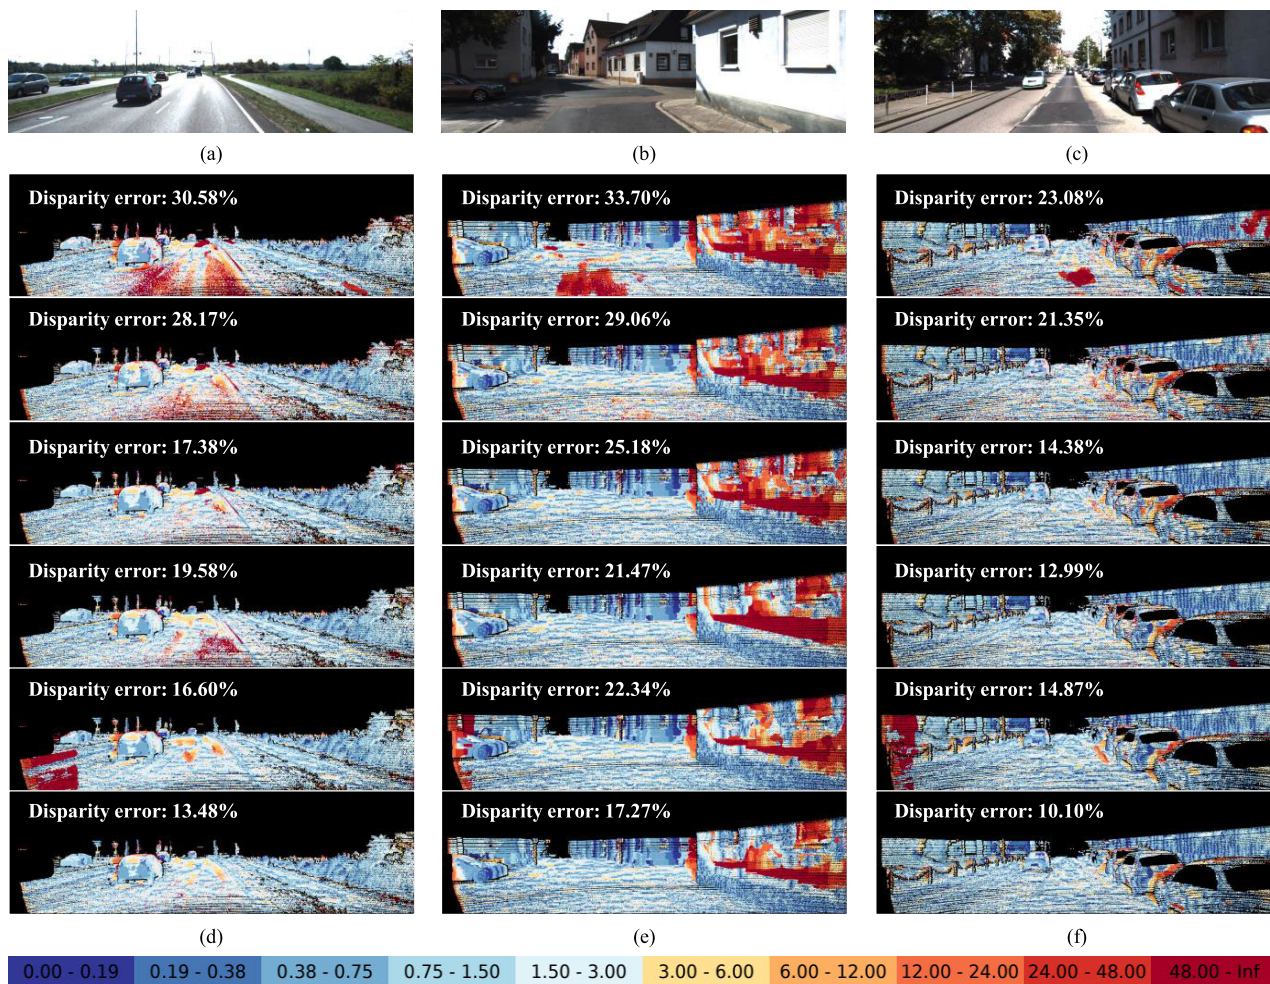 (a) (b) (c)
Disparity error: 30.58% Disparity error: 33.70% Disparity error: 23.08%
Disparity error: 28.17% Disparity error: 29.06% Disparity error: 21.35%
Disparity error: 17.38% Disparity error: 25.18% Disparity error: 14.38%
Disparity error: 19.58% Disparity error: 21.47% Disparity error: 12.99%
Disparity error: 16.60% Disparity error: 22.34% Disparity error: 14.87%
Disparity error: 13.48% Disparity error: 17.27% Disparity error: 10.10%
(d) (e) (f)
0.00 - 0.19 0.19 - 0.38 0.38 - 0.75 0.75 - 1.50 1.50 - 3.00 3.00 - 6.00 6.00 - 12.00 12.00 - 24.00 24.00 - 48.00 48.00 - Inf